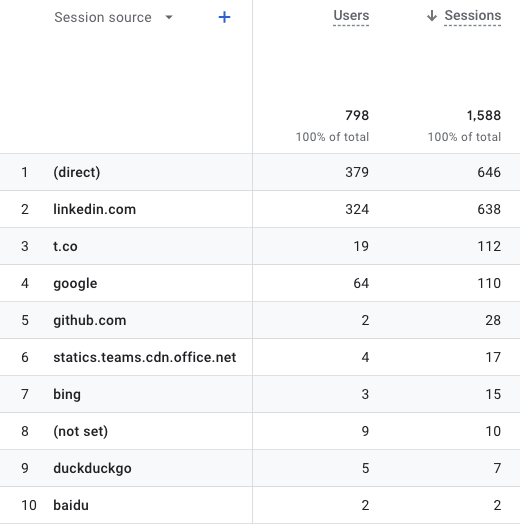 Session source + Users Sessions
798 1,588
100% of total 100% of total
1 (direct) 379 646
2 linkedin.com 324 638
3 t.co 19 112
4 google 64 110
5 github.com 2 28
6 statics.teams.cdn.office.net 4 17
7 bing 3 15
8 (not set) 9 10
9 duckduckgo 5 7
10 baidu 2 2